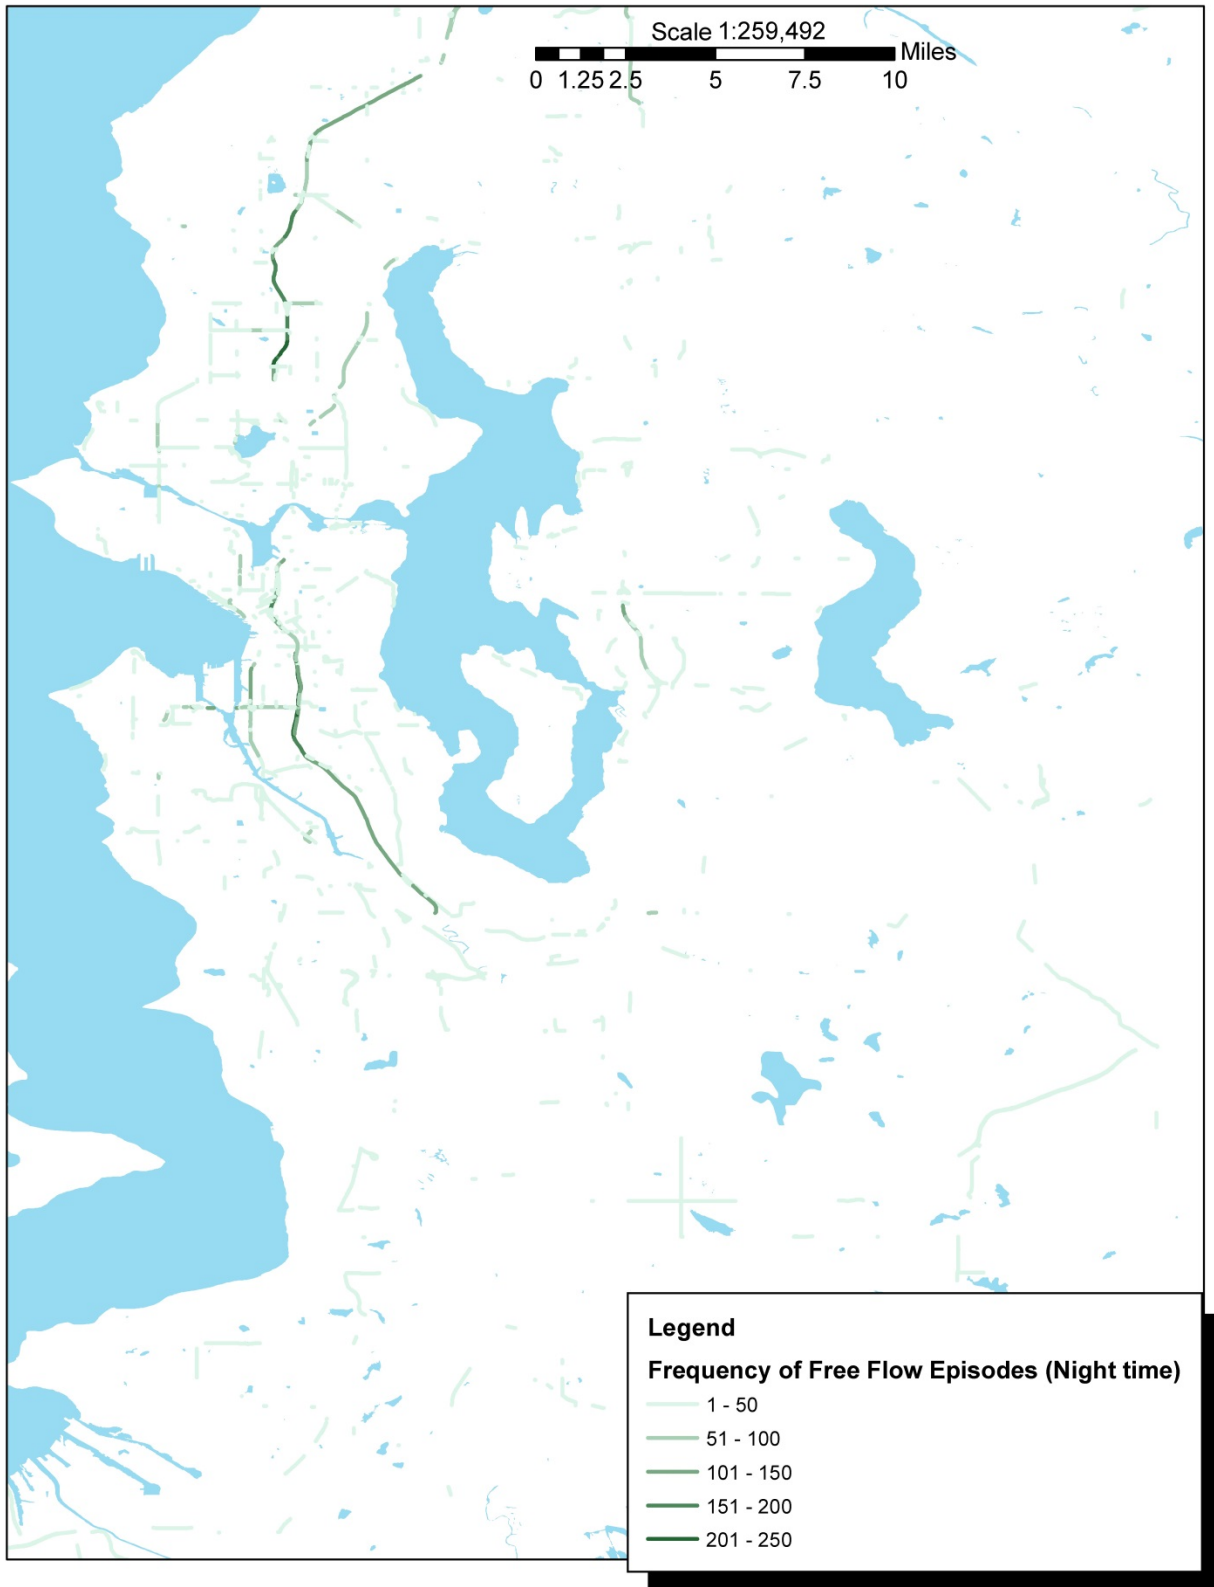 Scale 1:259,492
Miles
0 1.25 2.5 5 7.5 10
Legend
Frequency of Free Flow Episodes (Night time)
1 - 50
51 - 100
101 - 150
151 - 200
201 - 250